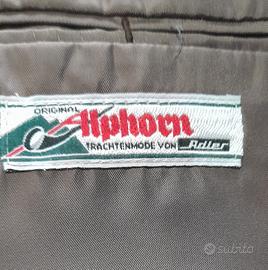 ORIGINAL
Alphorn
TRACHTENMODE VON Adler
subito